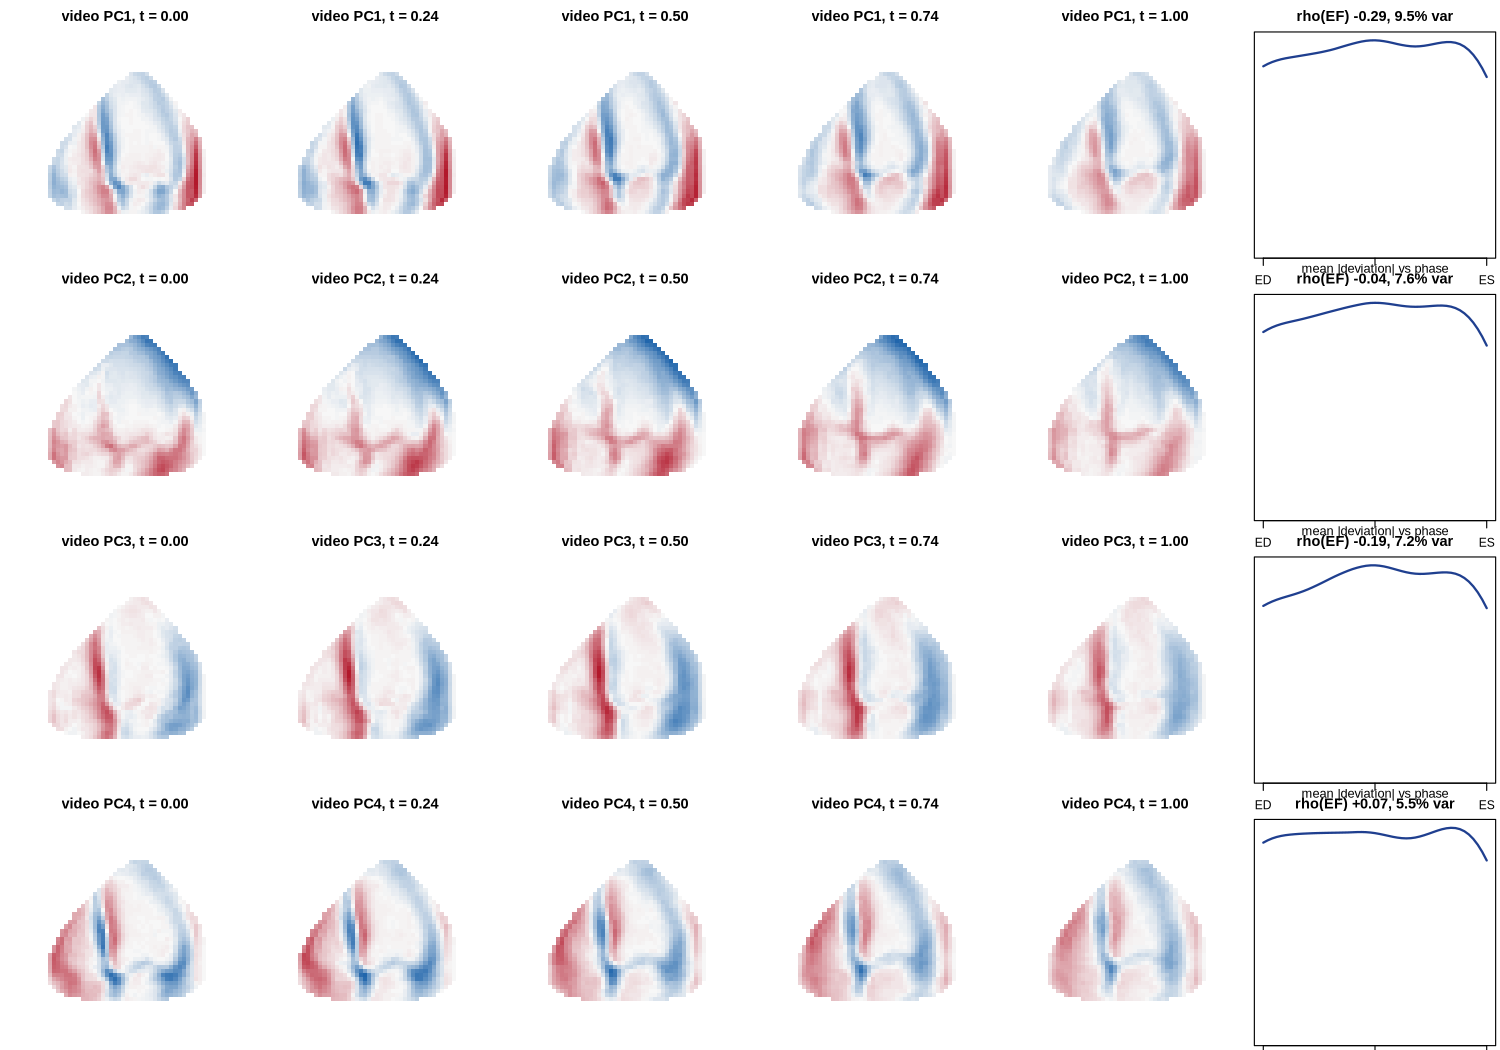 video PC1, t = 0.00
video PC1, t = 0.24
video PC1, t = 0.50
video PC1, t = 0.74
video PC1, t = 1.00
rho(EF) -0.29, 9.5% var
mean |deviation| vs phase
ED
ES
video PC2, t = 0.00
video PC2, t = 0.24
video PC2, t = 0.50
video PC2, t = 0.74
video PC2, t = 1.00
rho(EF) -0.04, 7.6% var
mean |deviation| vs phase
ED
ES
video PC3, t = 0.00
video PC3, t = 0.24
video PC3, t = 0.50
video PC3, t = 0.74
video PC3, t = 1.00
rho(EF) -0.19, 7.2% var
mean |deviation| vs phase
ED
ES
video PC4, t = 0.00
video PC4, t = 0.24
video PC4, t = 0.50
video PC4, t = 0.74
video PC4, t = 1.00
rho(EF) +0.07, 5.5% var